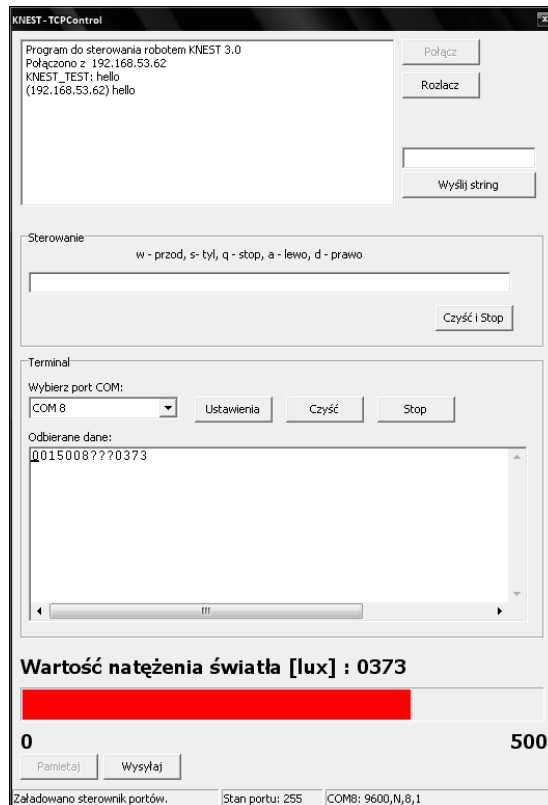 KNEST - TCPControl
Program do sterowania robotem KNEST 3.0
Połączono z 192.168.53.62
KNEST_TEST: hello
(192.168.53.62) hello
Połącz
Rozlacz
Wyślij string
Sterowanie
w - przod, s- tyl, q - stop, a - lewo, d - prawo
Czyść i Stop
Terminal
Wybierz port COM:
COM 8
Ustawienia
Czyść
Stop
Odbierane dane:
0015008???0373
Wartość natężenia światła [lux] : 0373
0
500
Pamietaj
Wysyłaj
Załadowano sterownik portów.
Stan portu: 255
COM8: 9600,N,8,1